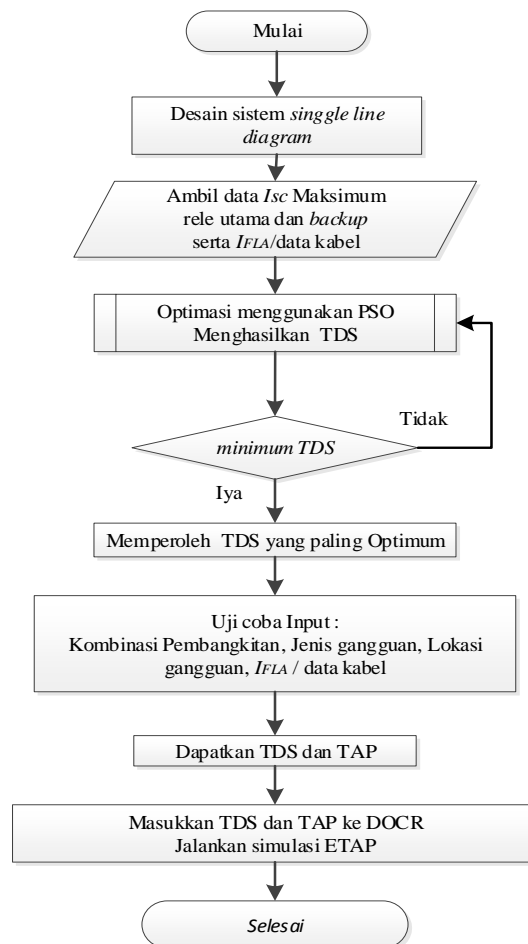 Mulai
Desain sistem singgle line
diagram
Ambil data Isc Maksimum
rele utama dan backup
serta IFLA/data kabel
Optimasi menggunakan PSO
Menghasilkan TDS
Tidak
minimum TDS
Iya
Memperoleh TDS yang paling Optimum
Uji coba Input :
Kombinasi Pembangkitan, Jenis gangguan, Lokasi
gangguan, IFLA / data kabel
Dapatkan TDS dan TAP
Masukkan TDS dan TAP ke DOCR
Jalankan simulasi ETAP
Selesai